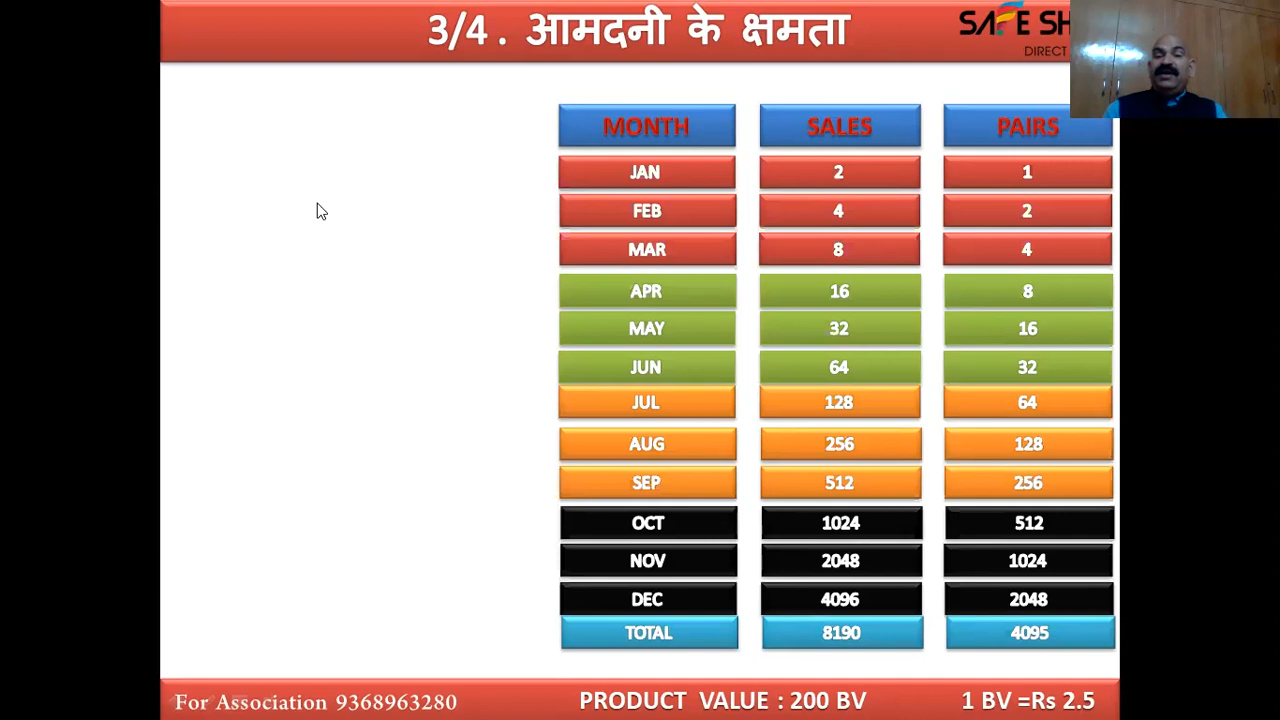 3/4 . आमदनी के क्षमता
SAFE SH
DIRECT
MONTH SALES PAIRS
JAN 2 1
FEB 4 2
MAR 8 4
APR 16 8
MAY 32 16
JUN 64 32
JUL 128 64
AUG 256 128
SEP 512 256
OCT 1024 512
NOV 2048 1024
DEC 4096 2048
TOTAL 8190 4095
For Association 9368963280 PRODUCT VALUE : 200 BV 1 BV =Rs 2.5